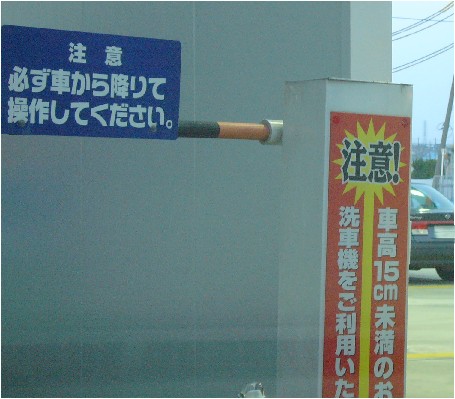 注意
必ず車から降りて
操作してください。
注意!
車高15cm未満のお
洗車機をご利用いた